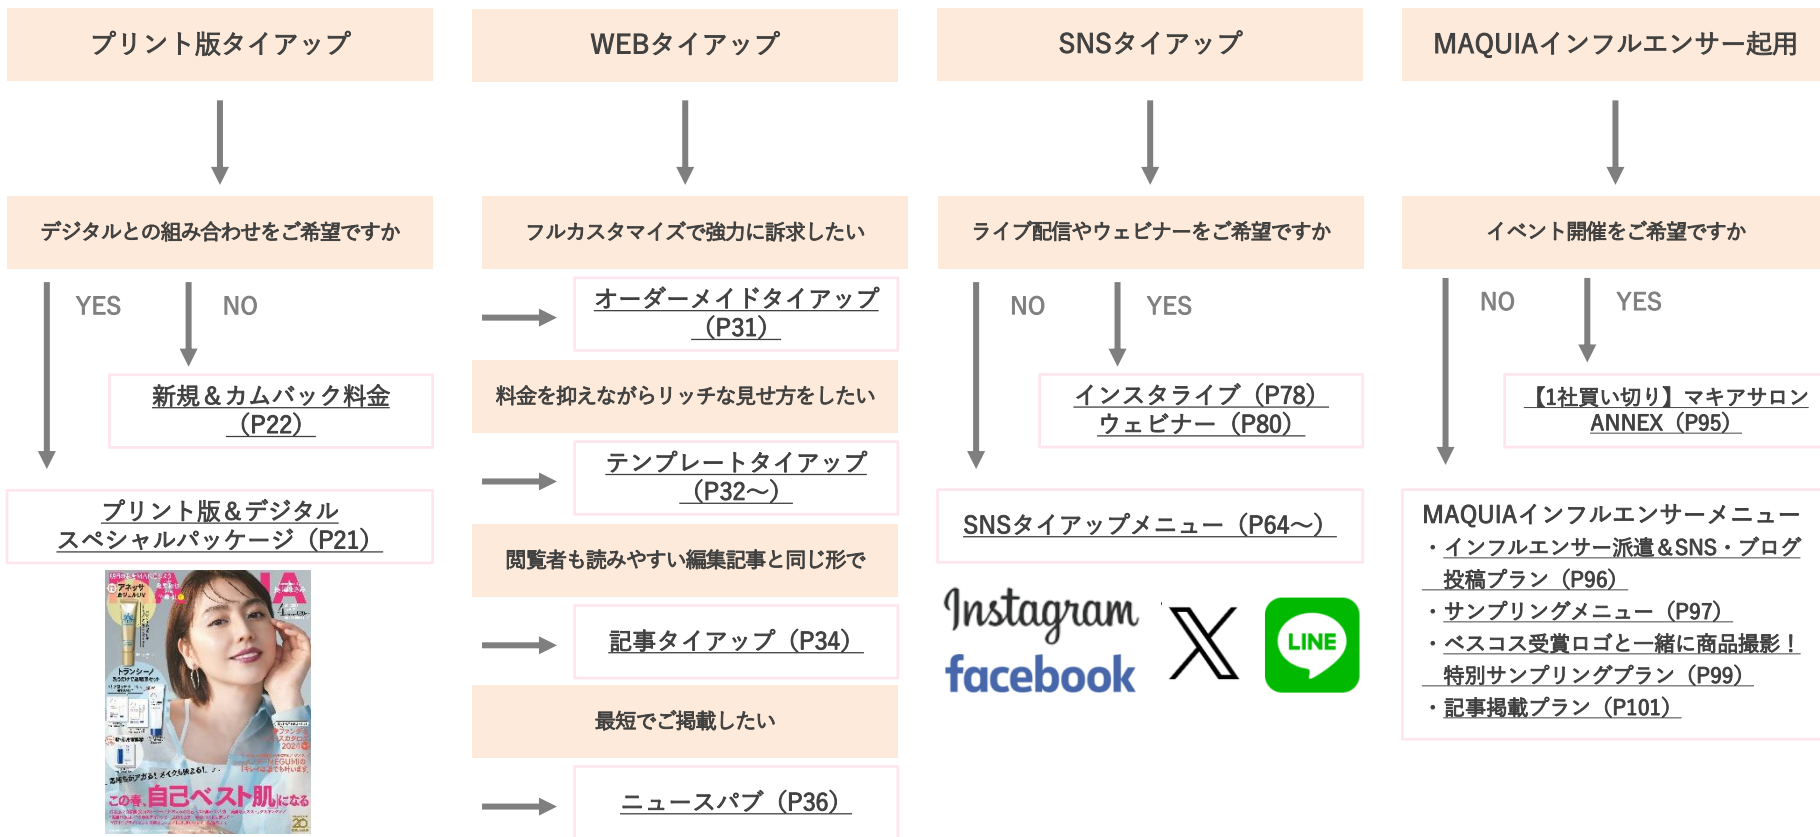 プリント版タイアップ
デジタルとの組み合わせをご希望ですか
YES
NO
新規＆カムバック料金
（P22）
プリント版＆デジタル
スペシャルパッケージ（P21）
アネッサ
トランシーノ
2024
MEGUMIの
この春、自己ベスト肌になる
20
WEBタイアップ
フルカスタマイズで強力に訴求したい
オーダーメイドタイアップ
（P31）
料金を抑えながらリッチな見せ方をしたい
テンプレートタイアップ
（P32～）
閲覧者も読みやすい編集記事と同じ形で
記事タイアップ（P34）
最短でご掲載したい
ニュースパブ（P36）
SNSタイアップ
ライブ配信やウェビナーをご希望ですか
NO
YES
インスタライブ（P78）
ウェビナー（P80）
SNSタイアップメニュー（P64～）
Instagram
facebook
X
LINE
MAQUIAインフルエンサー起用
イベント開催をご希望ですか
NO
YES
【1社買い切り】マキアサロン
ANNEX（P95）
MAQUIAインフルエンサーメニュー
・インフルエンサー派遣＆SNS・ブログ
投稿プラン（P96）
・サンプリングメニュー（P97）
・ベスコス受賞ロゴと一緒に商品撮影！
特別サンプリングプラン（P99）
・記事掲載プラン（P101）